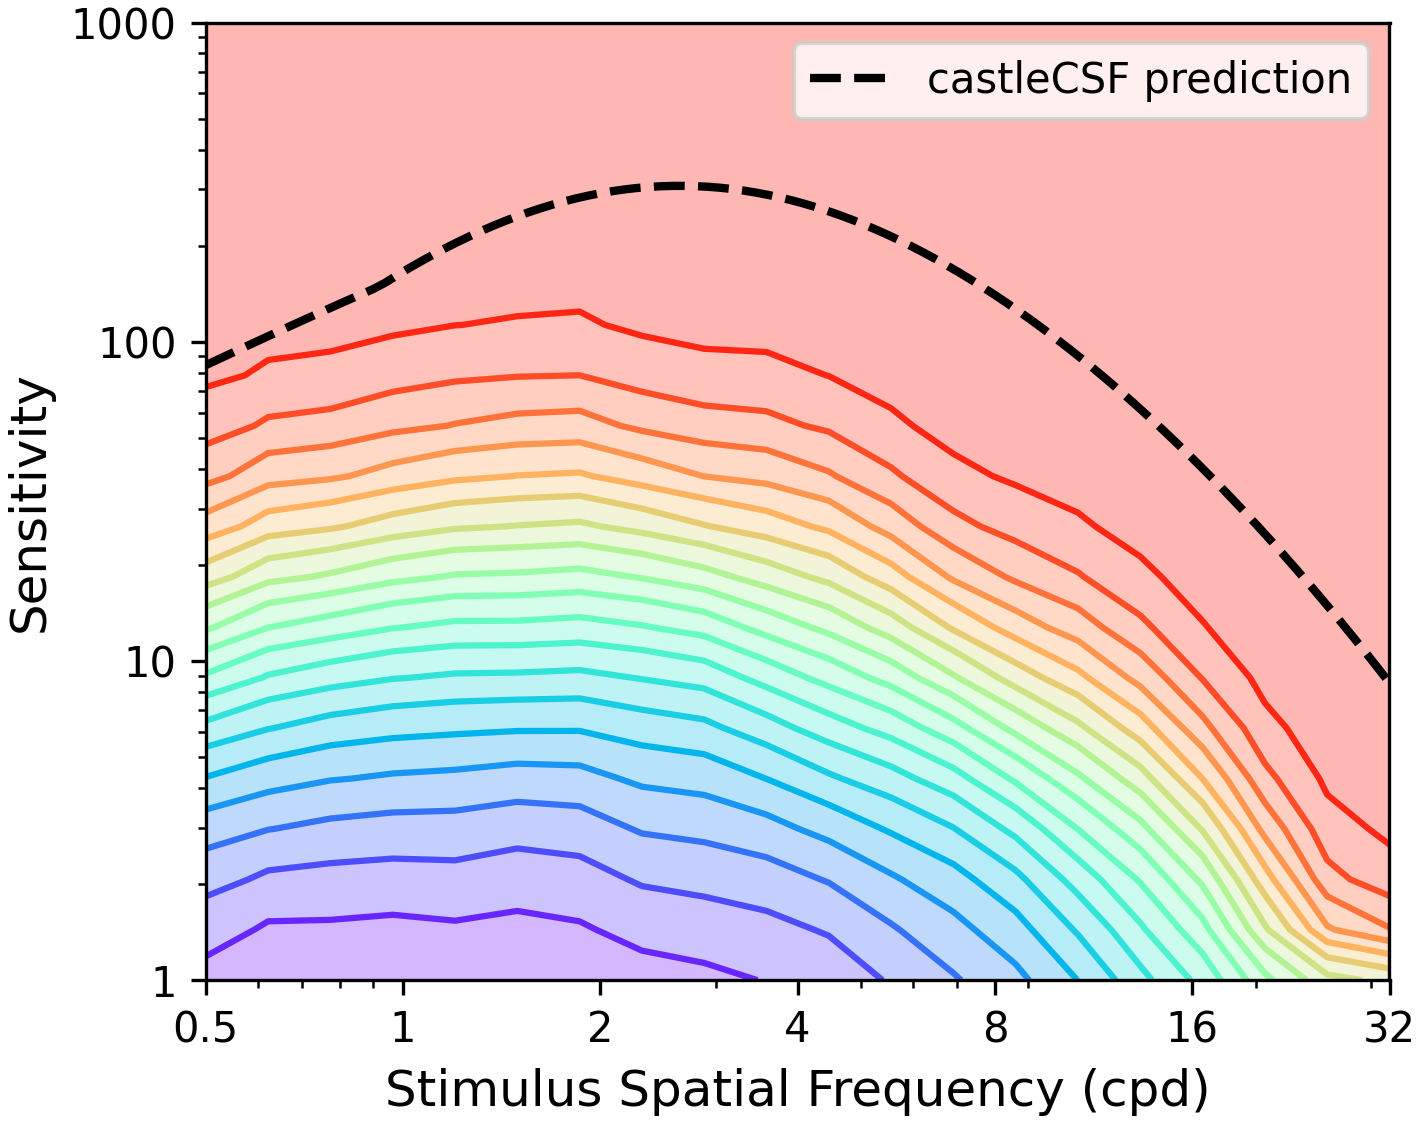 1000
100
10
1
Sensitivity
castleCSF prediction
0.5 1 2 4 8 16 32
Stimulus Spatial Frequency (cpd)